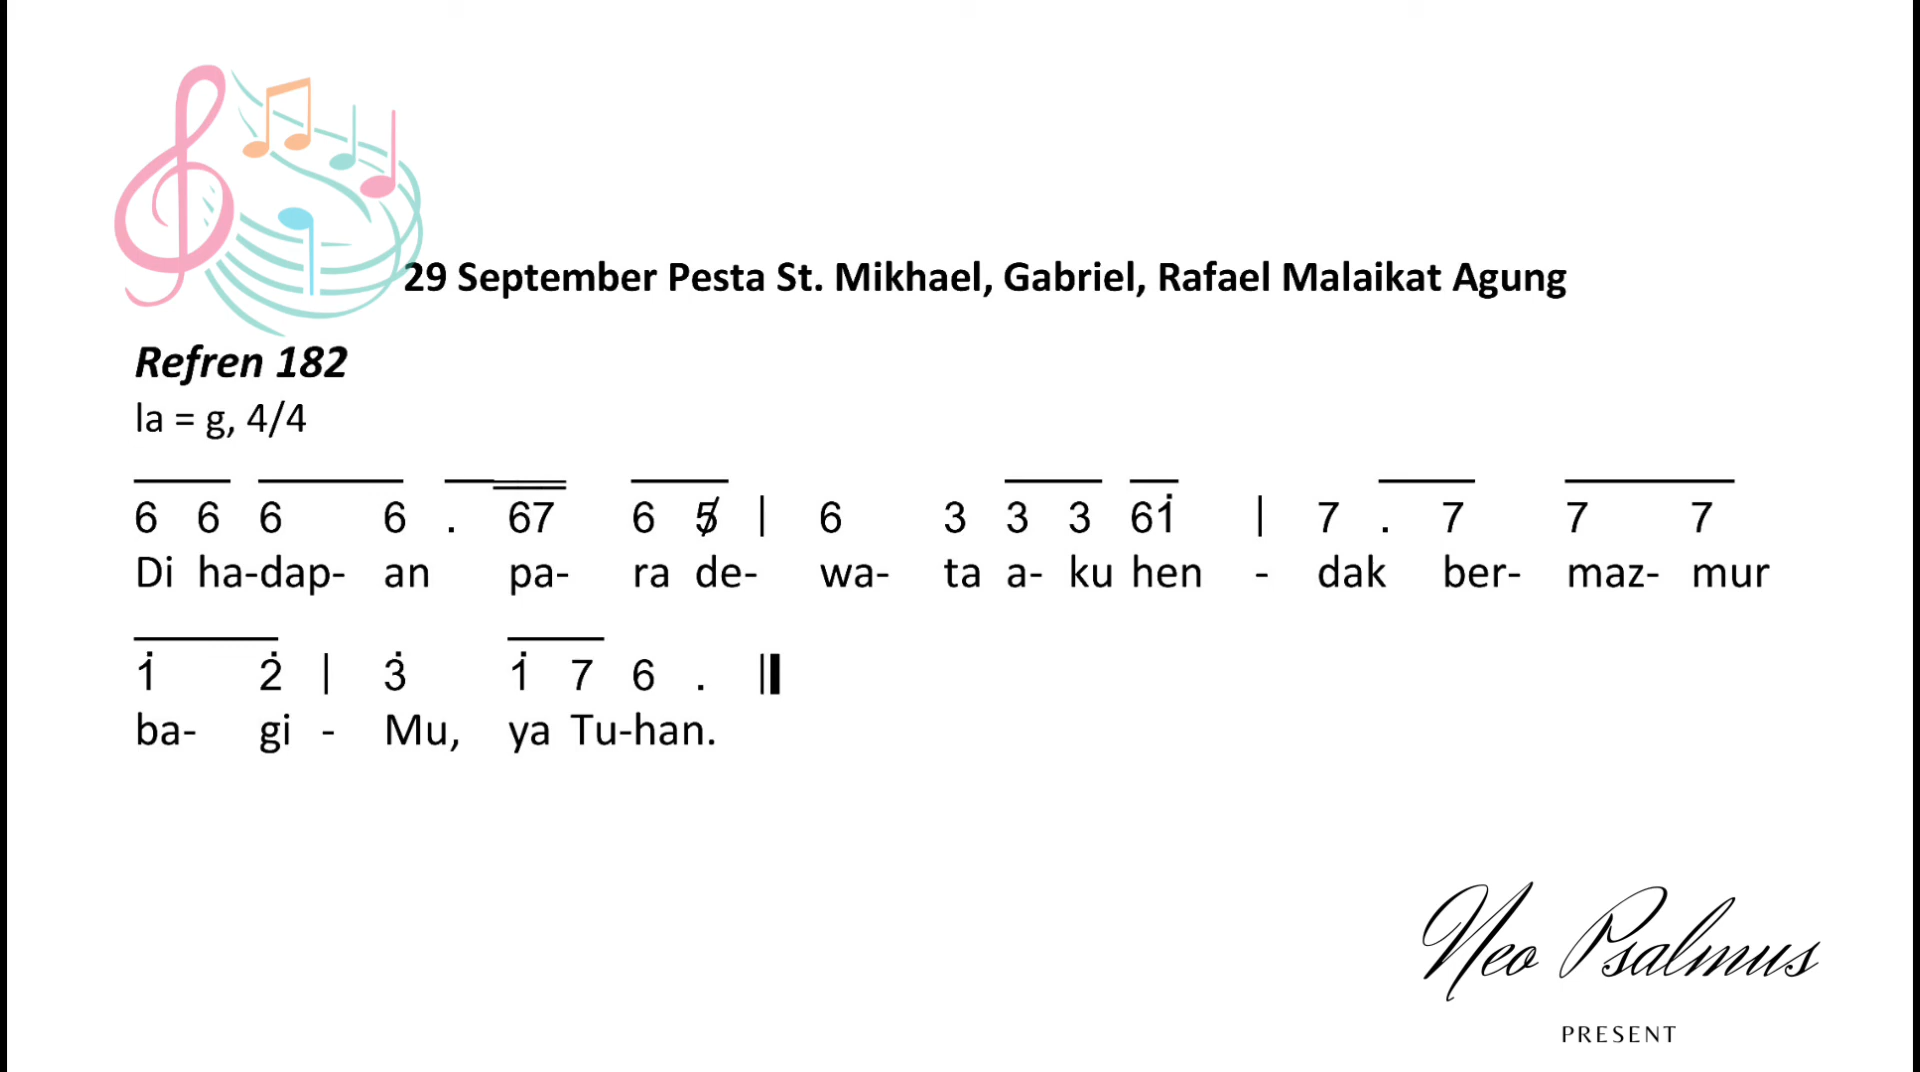 29 September Pesta St. Mikhael, Gabriel, Rafael Malaikat Agung
Refren 182
la = g, 4/4
6 6 6 6 . 67 6 5̸ | 6 3 3 3 61̇ | 7 . 7 7 7
Di ha-dap- an pa- ra de- wa- ta a- ku hen - dak ber- maz- mur
1̇ 2̇ | 3̇ 1̇ 7 6 . ||
ba- gi - Mu, ya Tu-han.
Neo Psalmus
PRESENT